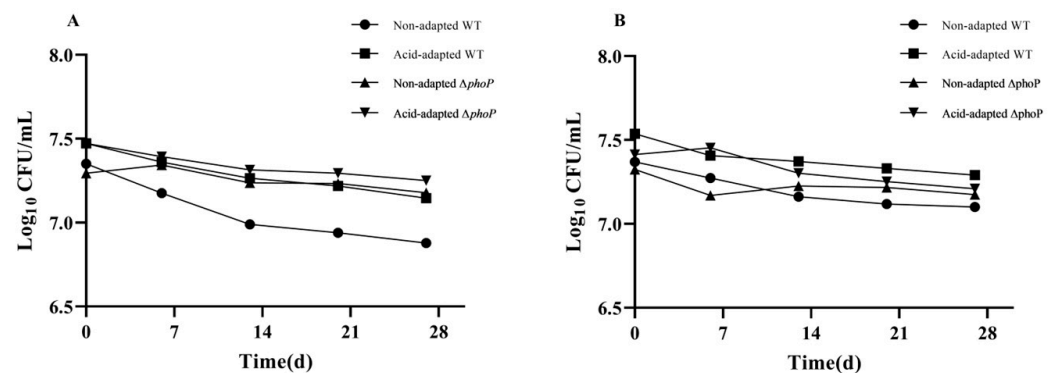 A
Non-adapted WT
Acid-adapted WT
Non-adapted ΔphoP
Acid-adapted ΔphoP
8.0
7.5
7.0
6.5
Log10 CFU/mL
0
7
14
21
28
Time(d)
B
Non-adapted WT
Acid-adapted WT
Non-adapted ΔphoP
Acid-adapted ΔphoP
8.0
7.5
7.0
6.5
Log10 CFU/mL
0
7
14
21
28
Time(d)